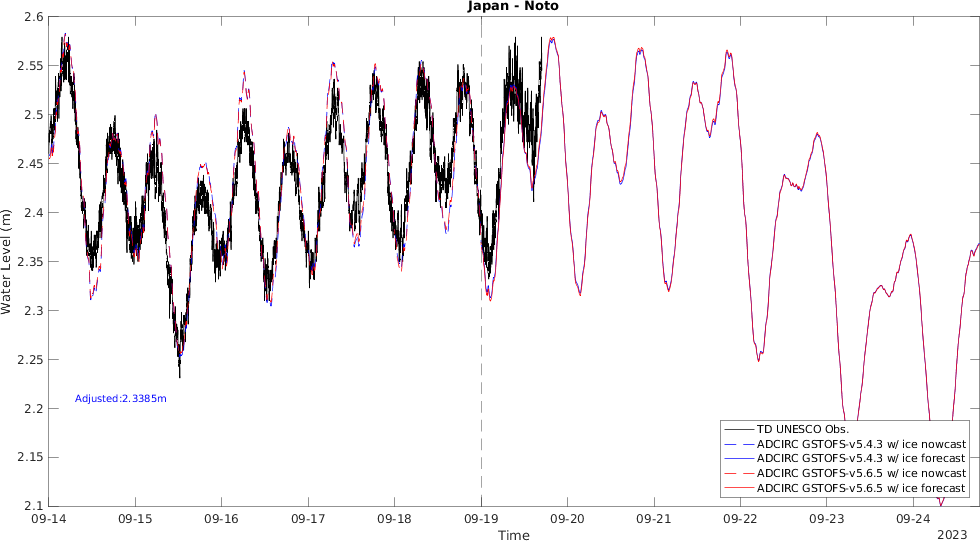 Japan - Noto
2.6
2.55
2.5
2.45
2.4
2.35
2.3
2.25
2.2
2.15
2.1
Water Level (m)
Adjusted:2.3385m
TD UNESCO Obs.
ADCIRC GSTOFS-v5.4.3 w/ ice nowcast
ADCIRC GSTOFS-v5.4.3 w/ ice forecast
ADCIRC GSTOFS-v5.6.5 w/ ice nowcast
ADCIRC GSTOFS-v5.6.5 w/ ice forecast
09-14 09-15 09-16 09-17 09-18 09-19 09-20 09-21 09-22 09-23 09-24
Time
2023